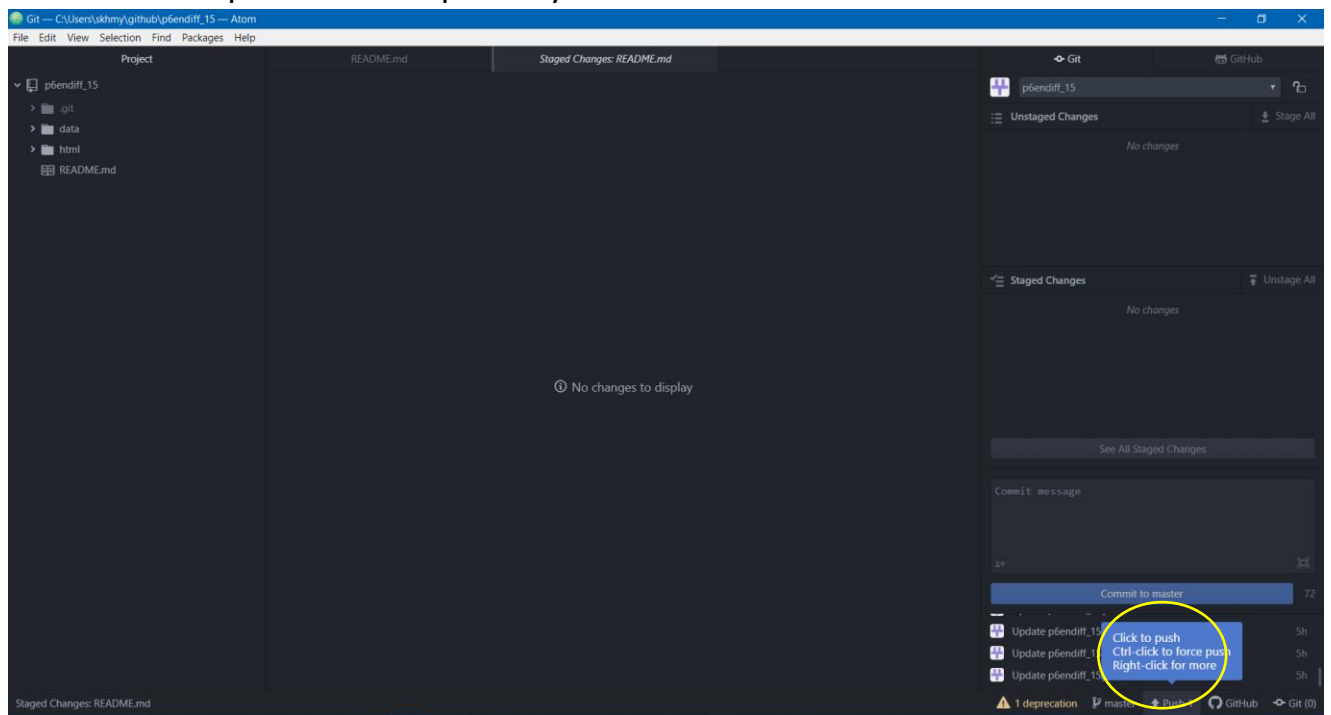 Git — C:\Users\skhmy\github\p6endiff_15 — Atom
File Edit View Selection Find Packages Help
Project
README.md
Staged Changes: README.md
Git
GitHub
p6endiff_15
.git
data
html
README.md
p6endiff_15
Unstaged Changes
Stage All
No changes
Staged Changes
Unstage All
No changes
No changes to display
See All Staged Changes
Commit message
Commit to master
72
Update p6endiff_15
5h
Update p6endiff_1
5h
Update p6endiff_15
5h
Click to push
Ctrl-click to force push
Right-click for more
Staged Changes: README.md
1 deprecation
master
Push
GitHub
Git (0)